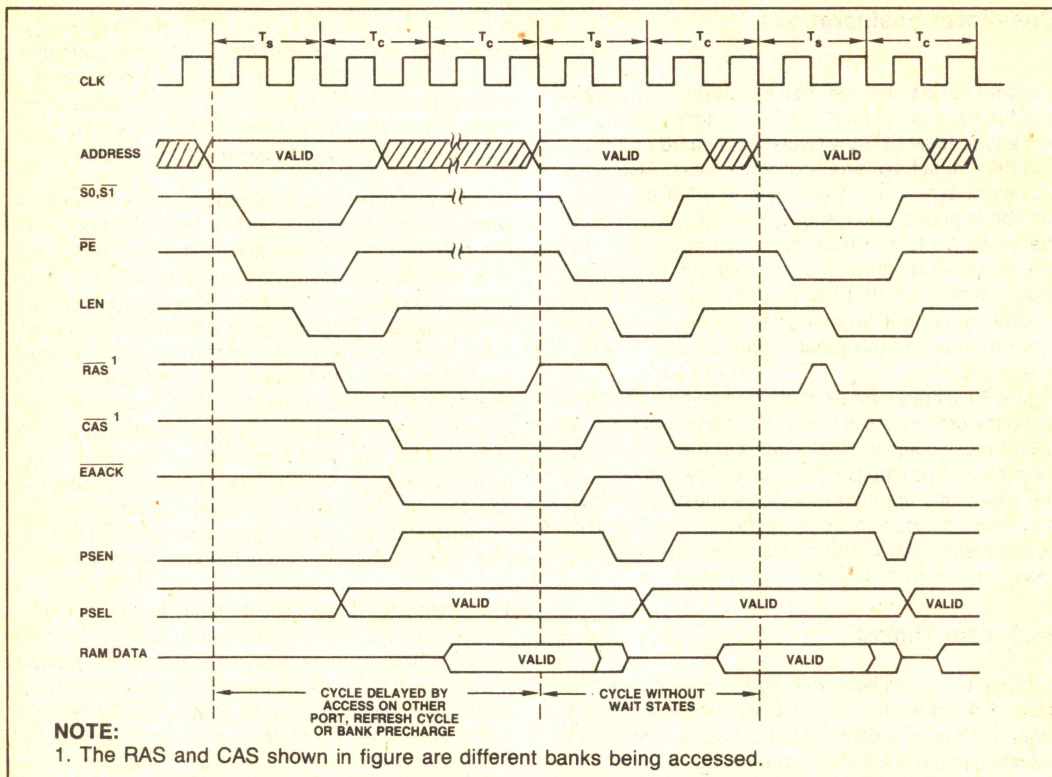 Ts Tc Tc Ts Tc Ts Tc
CLK
ADDRESS VALID VALID VALID
S0,S1
PE
LEN
RAS 1
CAS 1
EAACK
PSEN
PSEL VALID VALID VALID
RAM DATA VALID VALID
CYCLE DELAYED BY
ACCESS ON OTHER
PORT, REFRESH CYCLE
OR BANK PRECHARGE
CYCLE WITHOUT
WAIT STATES
NOTE:
1. The RAS and CAS shown in figure are different banks being accessed.